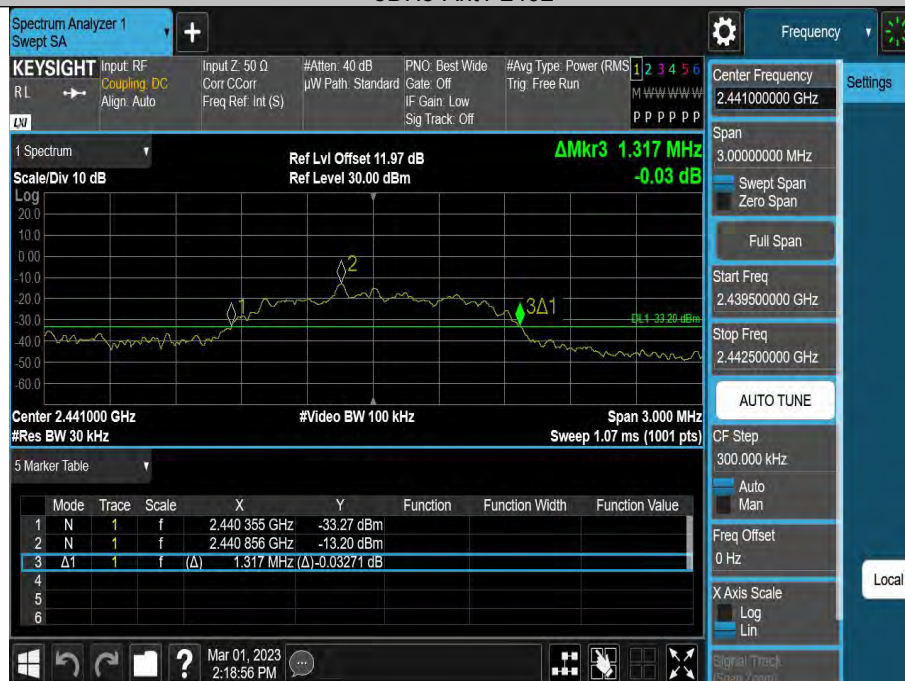 Spectrum Analyzer 1
Swept SA
+
Frequency
KEYSIGHT
RL
LXI
Input: RF
Coupling: DC
Align: Auto
Input Z: 50 Ω
Corr CCorr
Freq Ref: Int (S)
#Atten: 40 dB
µW Path: Standard
PNO: Best Wide
Gate: Off
IF Gain: Low
Sig Track: Off
#Avg Type: Power (RMS
Trig: Free Run
1 2 3 4 5 6
M W W W W W
P P P P P P
1 Spectrum
Scale/Div 10 dB
Ref Lvl Offset 11.97 dB
Ref Level 30.00 dBm
ΔMkr3 1.317 MHz
-0.03 dB
Log
20.0
10.0
0.00
-10.0
-20.0
-30.0
-40.0
-50.0
-60.0
1
2
3Δ1
DL1 -33.20 dBm
Center 2.441000 GHz
#Video BW 100 kHz
Span 3.000 MHz
#Res BW 30 kHz
Sweep 1.07 ms (1001 pts)
5 Marker Table
Mode Trace Scale X Y Function Function Width Function Value
1 N 1 f 2.440 355 GHz -33.27 dBm
2 N 1 f 2.440 856 GHz -13.20 dBm
3 Δ1 1 f (Δ) 1.317 MHz (Δ) -0.03271 dB
4
5
6
Mar 01, 2023
2:18:56 PM
?
Center Frequency
2.441000000 GHz
Span
3.00000000 MHz
Swept Span
Zero Span
Full Span
Start Freq
2.439500000 GHz
Stop Freq
2.442500000 GHz
AUTO TUNE
CF Step
300.000 kHz
Auto
Man
Freq Offset
0 Hz
X Axis Scale
Log
Lin
Signal Track
(Span Zoom)
Settings
Local